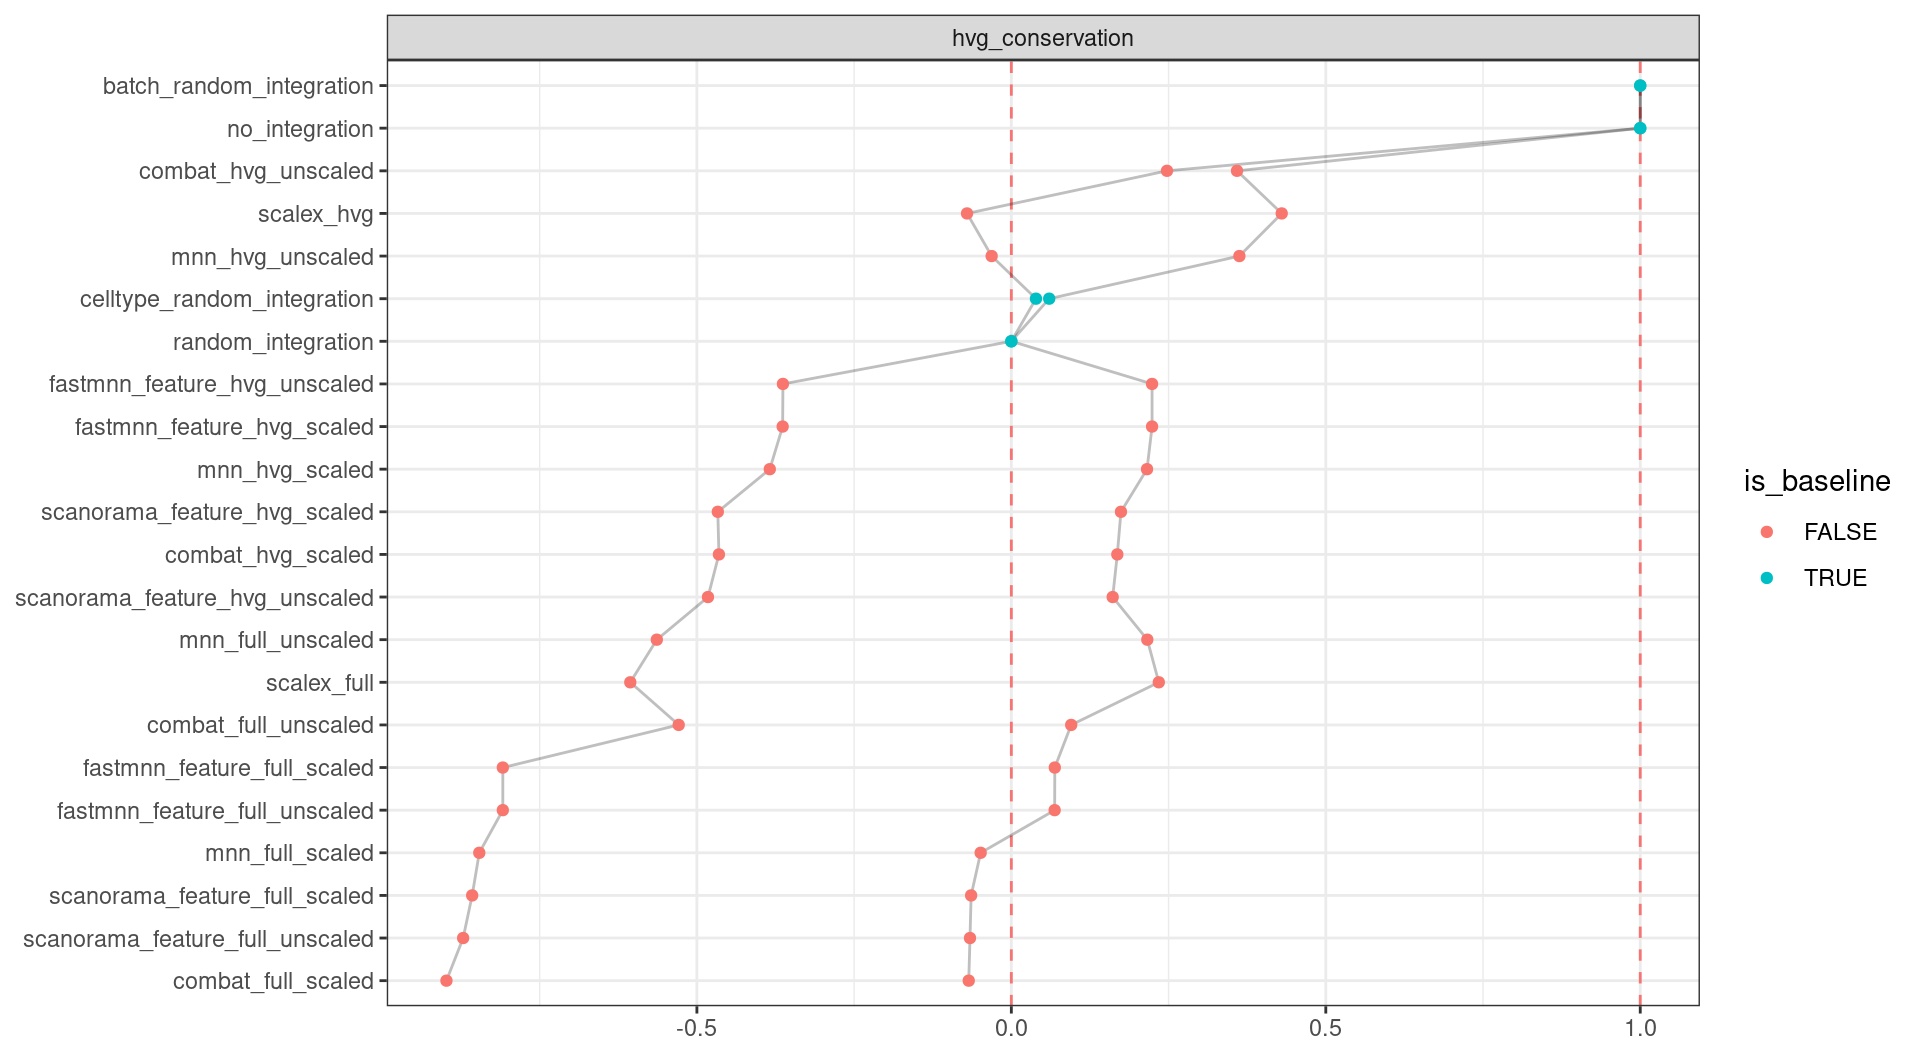 hvg_conservation
batch_random_integration
no_integration
combat_hvg_unscaled
scalex_hvg
mnn_hvg_unscaled
celltype_random_integration
random_integration
fastmnn_feature_hvg_unscaled
fastmnn_feature_hvg_scaled
mnn_hvg_scaled
scanorama_feature_hvg_scaled
combat_hvg_scaled
scanorama_feature_hvg_unscaled
mnn_full_unscaled
scalex_full
combat_full_unscaled
fastmnn_feature_full_scaled
fastmnn_feature_full_unscaled
mnn_full_scaled
scanorama_feature_full_scaled
scanorama_feature_full_unscaled
combat_full_scaled
-0.5 0.0 0.5 1.0
is_baseline
FALSE
TRUE